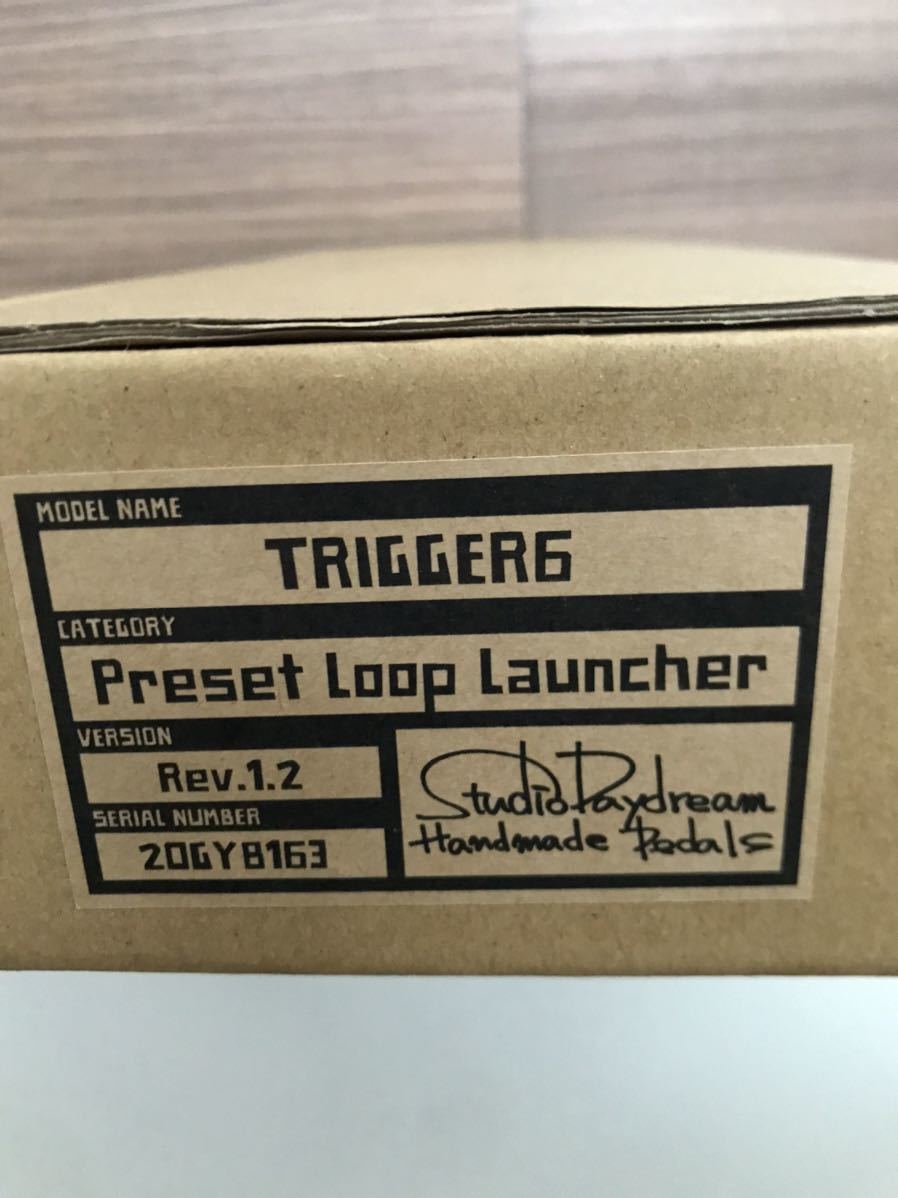 MODEL NAME
TRIGGER6
CATEGORY
Preset Loop Launcher
VERSION
Rev.1.2
SERIAL NUMBER
20GY8163
StudioDaydream
Handmade Pedals